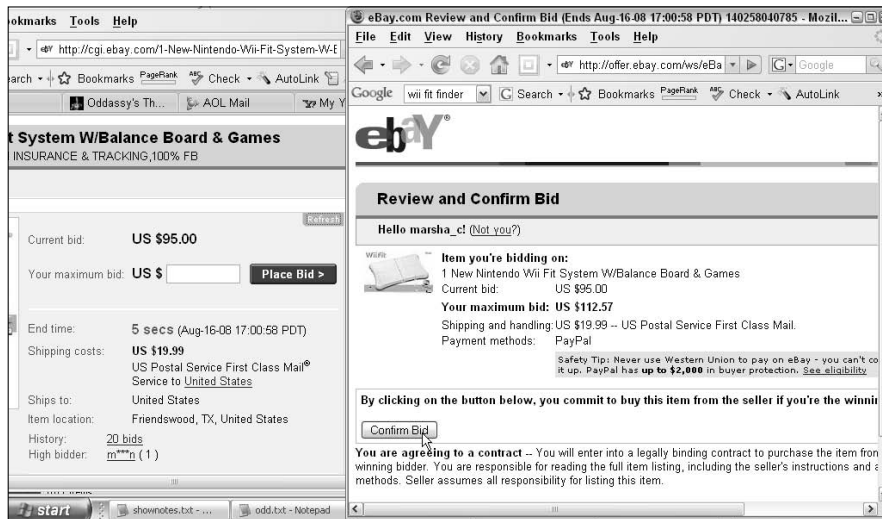 okmarks Tools Help
http://cgi.ebay.com/1-New-Nintendo-Wii-Fit-System-W-E
earch Bookmarks PageRank Check AutoLink
Oddassy's Th... AOL Mail My Y
t System W/Balance Board & Games
INSURANCE & TRACKING,100% FB
Refresh
Current bid: US $95.00
Your maximum bid: US $ Place Bid >
End time: 5 secs (Aug-16-08 17:00:58 PDT)
Shipping costs: US $19.99
US Postal Service First Class Mail®
Service to United States
Ships to: United States
Item location: Friendswood, TX, United States
History: 20 bids
High bidder: m***n ( 1 )
start shownotes.txt - ... odd.txt - Notepad
eBay.com Review and Confirm Bid (Ends Aug-16-08 17:00:58 PDT) 140258040785 - Mozil...
File Edit View History Bookmarks Tools Help
http://offer.ebay.com/ws/eBa G Google
Google wii fit finder G Search Bookmarks PageRank Check AutoLink »
ebaY®
Review and Confirm Bid
Hello marsha_c! (Not you?)
WiiFit
Item you're bidding on:
1 New Nintendo Wii Fit System W/Balance Board & Games
Current bid: US $95.00
Your maximum bid: US $112.57
Shipping and handling: US $19.99 -- US Postal Service First Class Mail.
Payment methods: PayPal
Safety Tip: Never use Western Union to pay on eBay - you can't co
it up. PayPal has up to $2,000 in buyer protection. See eligibility
By clicking on the button below, you commit to buy this item from the seller if you're the winni
Confirm Bid
You are agreeing to a contract -- You will enter into a legally binding contract to purchase the item fron
winning bidder. You are responsible for reading the full item listing, including the seller's instructions and a
methods. Seller assumes all responsibility for listing this item.